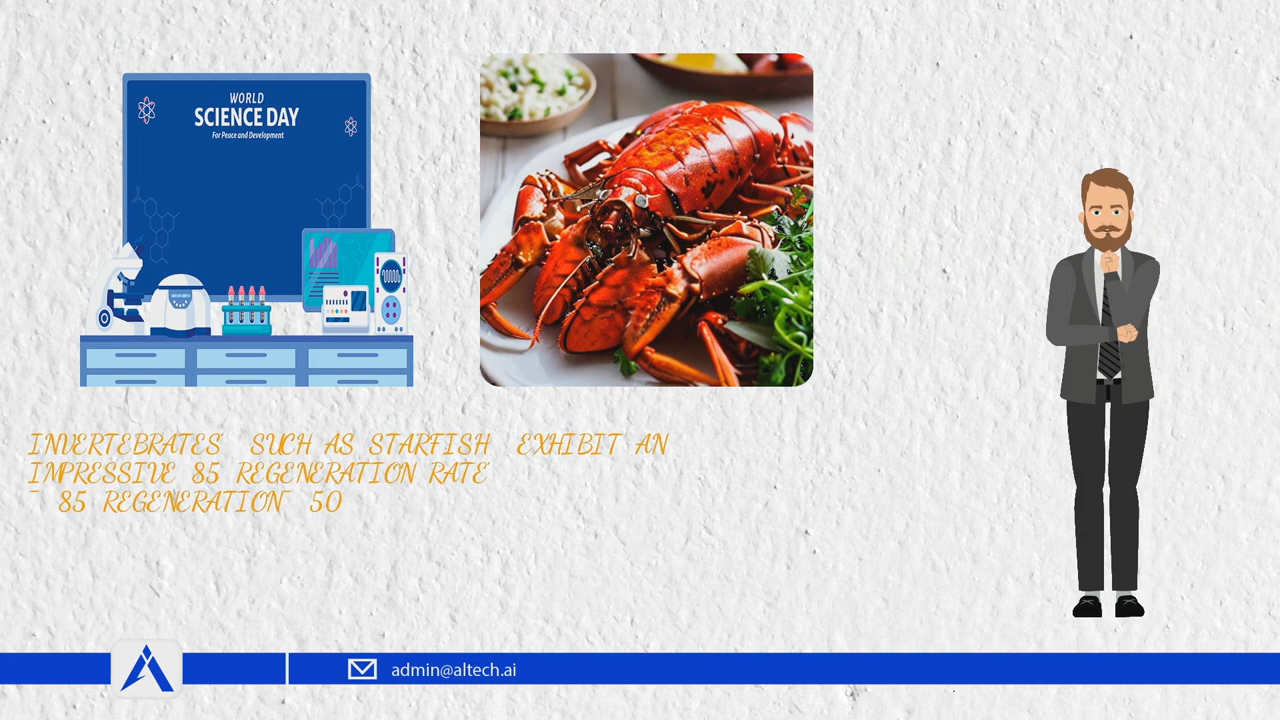 WORLD
SCIENCE DAY
For Peace and Development
INVERTEBRATES SUCH AS STARFISH EXHIBIT AN
IMPRESSIVE 85 REGENERATION RATE
- 85 REGENERATION- 50
admin@altech.ai